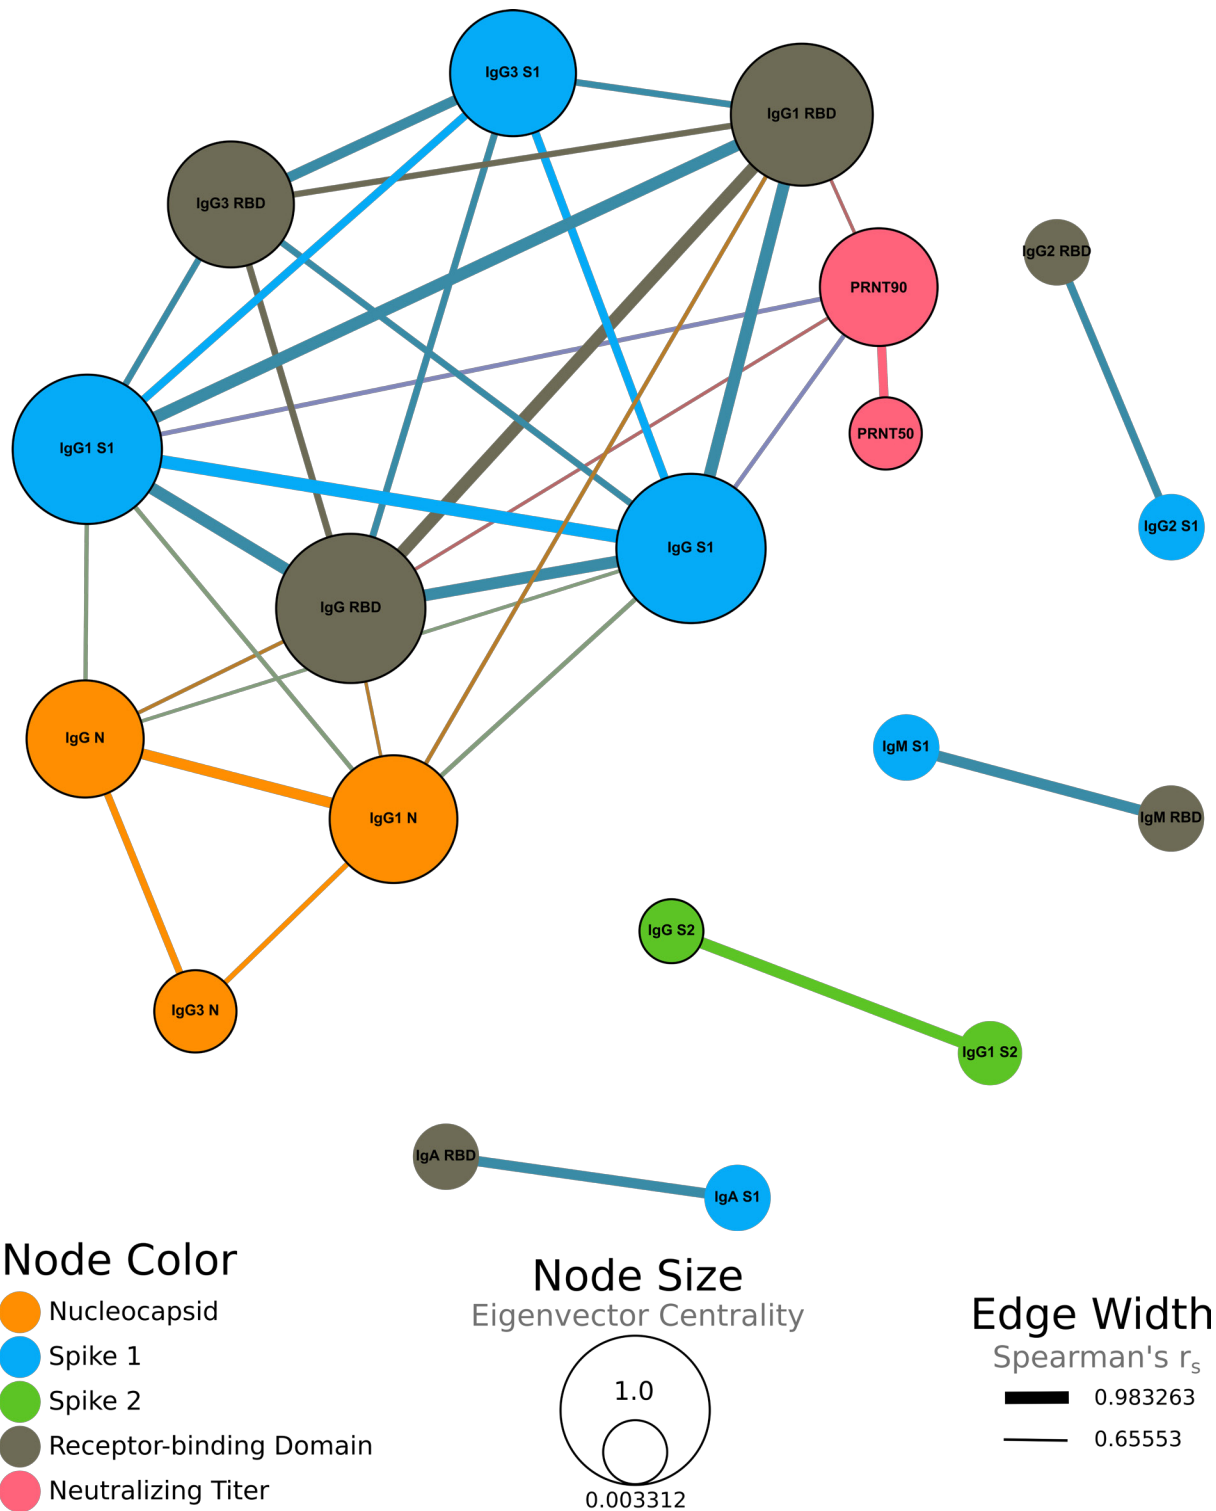 IgG3 S1
IgG1 RBD
IgG3 RBD
IgG2 RBD
PRNT90
PRNT50
IgG1 S1
IgG2 S1
IgG S1
IgG RBD
IgG N
IgM S1
IgG1 N
IgM RBD
IgG S2
IgG3 N
IgG1 S2
IgA RBD
IgA S1
Node Color
Nucleocapsid
Spike 1
Spike 2
Receptor-binding Domain
Neutralizing Titer
Node Size
Eigenvector Centrality
1.0
0.003312
Edge Width
Spearman's rₛ
0.983263
0.65553